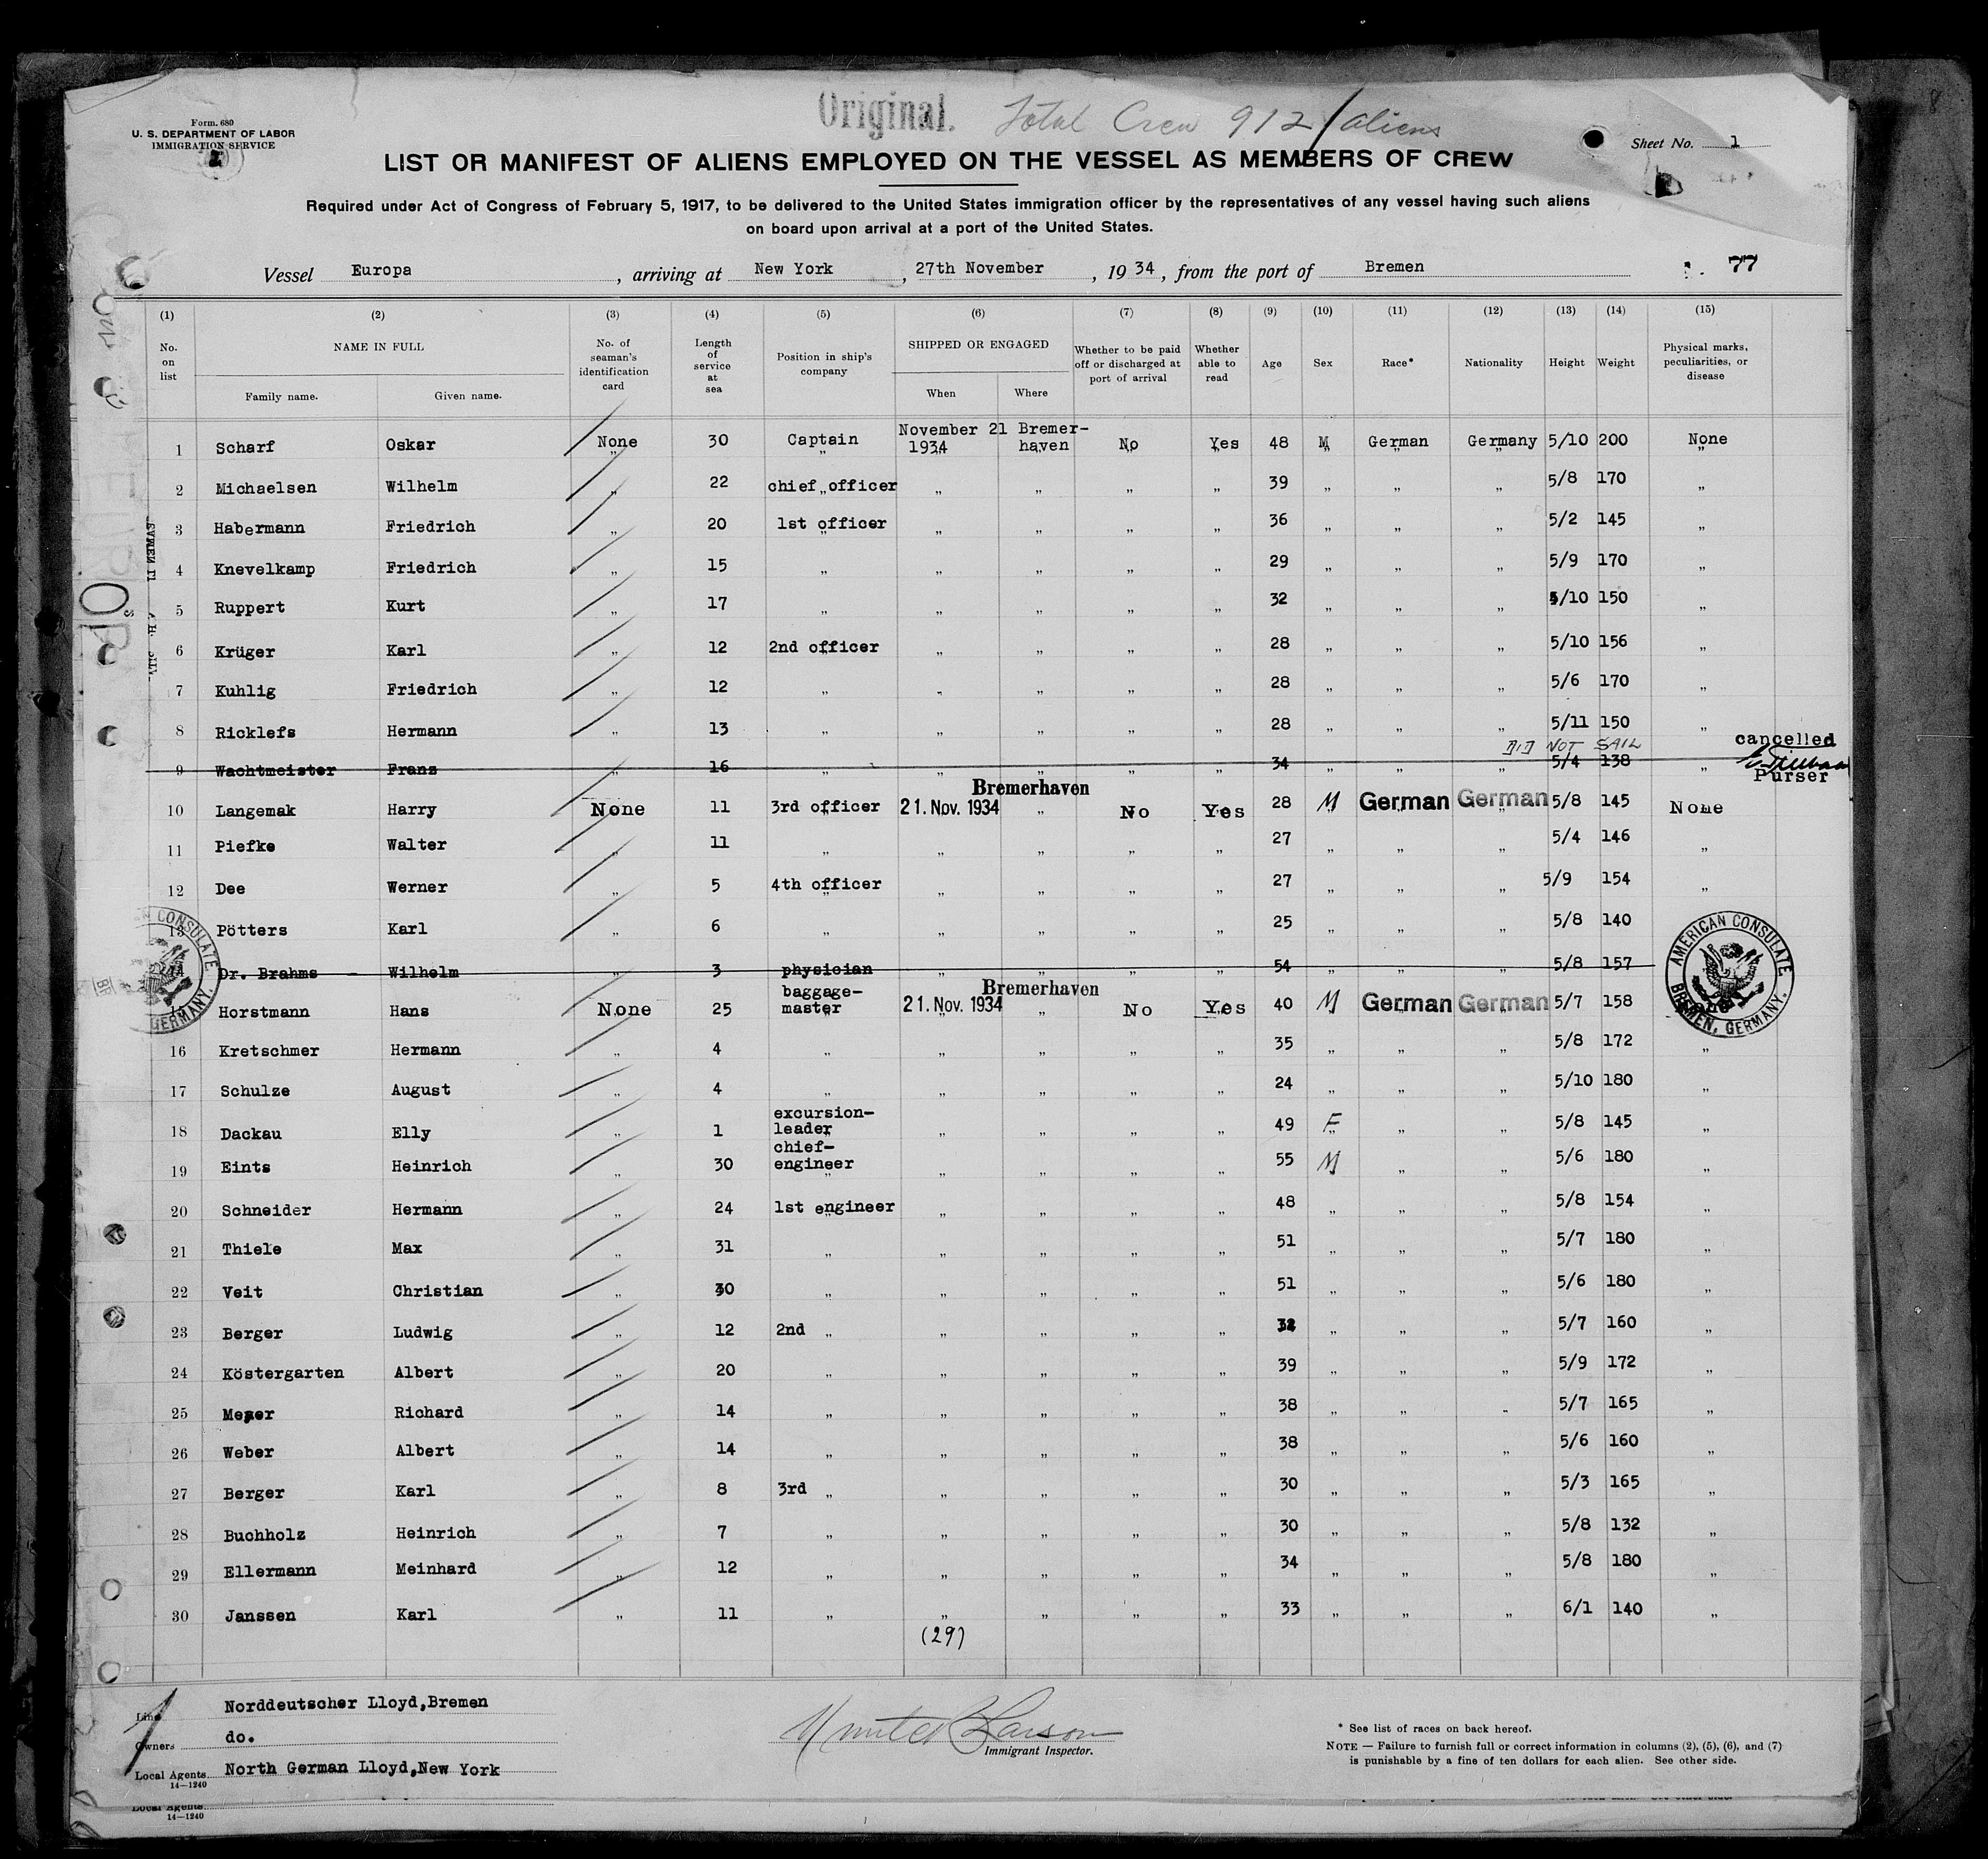 Original. Total Crew 912 / aliens
Form. 680
U. S. DEPARTMENT OF LABOR
IMMIGRATION SERVICE
Sheet No. 1
LIST OR MANIFEST OF ALIENS EMPLOYED ON THE VESSEL AS MEMBERS OF CREW
Required under Act of Congress of February 5, 1917, to be delivered to the United States immigration officer by the representatives of any vessel having such aliens
on board upon arrival at a port of the United States.
Vessel Europa, arriving at New York, 27th November, 1934, from the port of Bremen 77
(1) (2) (3) (4) (5) (6) (7) (8) (9) (10) (11) (12) (13) (14) (15)
No. on list NAME IN FULL Family name. Given name. No. of seaman's identification card Length of service at sea Position in ship's company SHIPPED OR ENGAGED When Where Whether to be paid off or discharged at port of arrival Whether able to read Age Sex Race* Nationality Height Weight Physical marks, peculiarities, or disease
1 Scharf Oskar None 30 Captain November 21 1934 Bremerhaven No Yes 48 M German Germany 5/10 200 None
2 Michaelsen Wilhelm „ 22 chief officer „ „ „ „ 39 „ „ „ 5/8 170 „
3 Habermann Friedrich „ 20 1st officer „ „ „ „ 36 „ „ „ 5/2 145 „
4 Knevelkamp Friedrich „ 15 „ „ „ „ „ 29 „ „ „ 5/9 170 „
5 Ruppert Kurt „ 17 „ „ „ „ „ 32 „ „ „ 5/10 150 „
6 Krüger Karl „ 12 2nd officer „ „ „ „ 28 „ „ „ 5/10 156 „
7 Kuhlig Friedrich „ 12 „ „ „ „ „ 28 „ „ „ 5/6 170 „
8 Ricklefs Hermann „ 13 „ „ „ „ „ 28 „ „ „ 5/11 150 „
DID NOT SAIL cancelled
9 Wachtmeister Franz „ 16 „ „ „ „ „ 34 „ „ „ 5/4 138 „
Purser
10 Langemak Harry None 11 3rd officer 21. Nov. 1934 Bremerhaven „ No Yes 28 M German German 5/8 145 None
11 Piefke Walter „ 11 „ „ „ „ „ 27 „ „ „ 5/4 146 „
12 Dee Werner „ 5 4th officer „ „ „ „ 27 „ „ „ 5/9 154 „
13 Pötters Karl „ 6 „ „ „ „ „ 25 „ „ „ 5/8 140
14 Dr. Brahms Wilhelm „ 3 physician „ „ „ „ 54 „ „ „ 5/8 157
15 Horstmann Hans None 25 baggage-master 21. Nov. 1934 Bremerhaven „ No Yes 40 M German German 5/7 158
AMERICAN CONSULATE BREMEN, GERMANY.
CONSULATE GERMANY.
16 Kretschmer Hermann „ 4 „ „ „ „ „ 35 „ „ „ 5/8 172 „
17 Schulze August „ 4 „ „ „ „ „ 24 „ „ „ 5/10 180 „
18 Dackau Elly „ 1 excursion-leader „ „ „ „ 49 F „ „ 5/8 145 „
19 Eints Heinrich „ 30 chief-engineer „ „ „ „ 55 M „ „ 5/6 180 „
20 Schneider Hermann „ 24 1st engineer „ „ „ „ 48 „ „ „ 5/8 154 „
21 Thiele Max „ 31 „ „ „ „ „ 51 „ „ „ 5/7 180 „
22 Veit Christian „ 30 „ „ „ „ „ 51 „ „ „ 5/6 180 „
23 Berger Ludwig „ 12 2nd „ „ „ „ „ „ „ „ 5/7 160 „
24 Köstergarten Albert „ 20 „ „ „ „ „ 39 „ „ „ 5/9 172 „
25 Meyer Richard „ 14 „ „ „ „ „ 38 „ „ „ 5/7 165 „
26 Weber Albert „ 14 „ „ „ „ „ 38 „ „ „ 5/6 160 „
27 Berger Karl „ 8 3rd „ „ „ „ „ 30 „ „ „ 5/3 165 „
28 Buchholz Heinrich „ 7 „ „ „ „ „ 30 „ „ „ 5/8 132 „
29 Ellermann Meinhard „ 12 „ „ „ „ „ 34 „ „ „ 5/8 180 „
30 Janssen Karl „ 11 „ „ „ „ „ 33 „ „ „ 6/1 140 „
(29)
Line Norddeutscher Lloyd,Bremen
Owners do.
Local Agents North German Lloyd,New York
14—1240
Larson
Immigrant Inspector.
* See list of races on back hereof.
NOTE — Failure to furnish full or correct information in columns (2), (5), (6), and (7)
is punishable by a fine of ten dollars for each alien. See other side.
Local Agents
14—1240